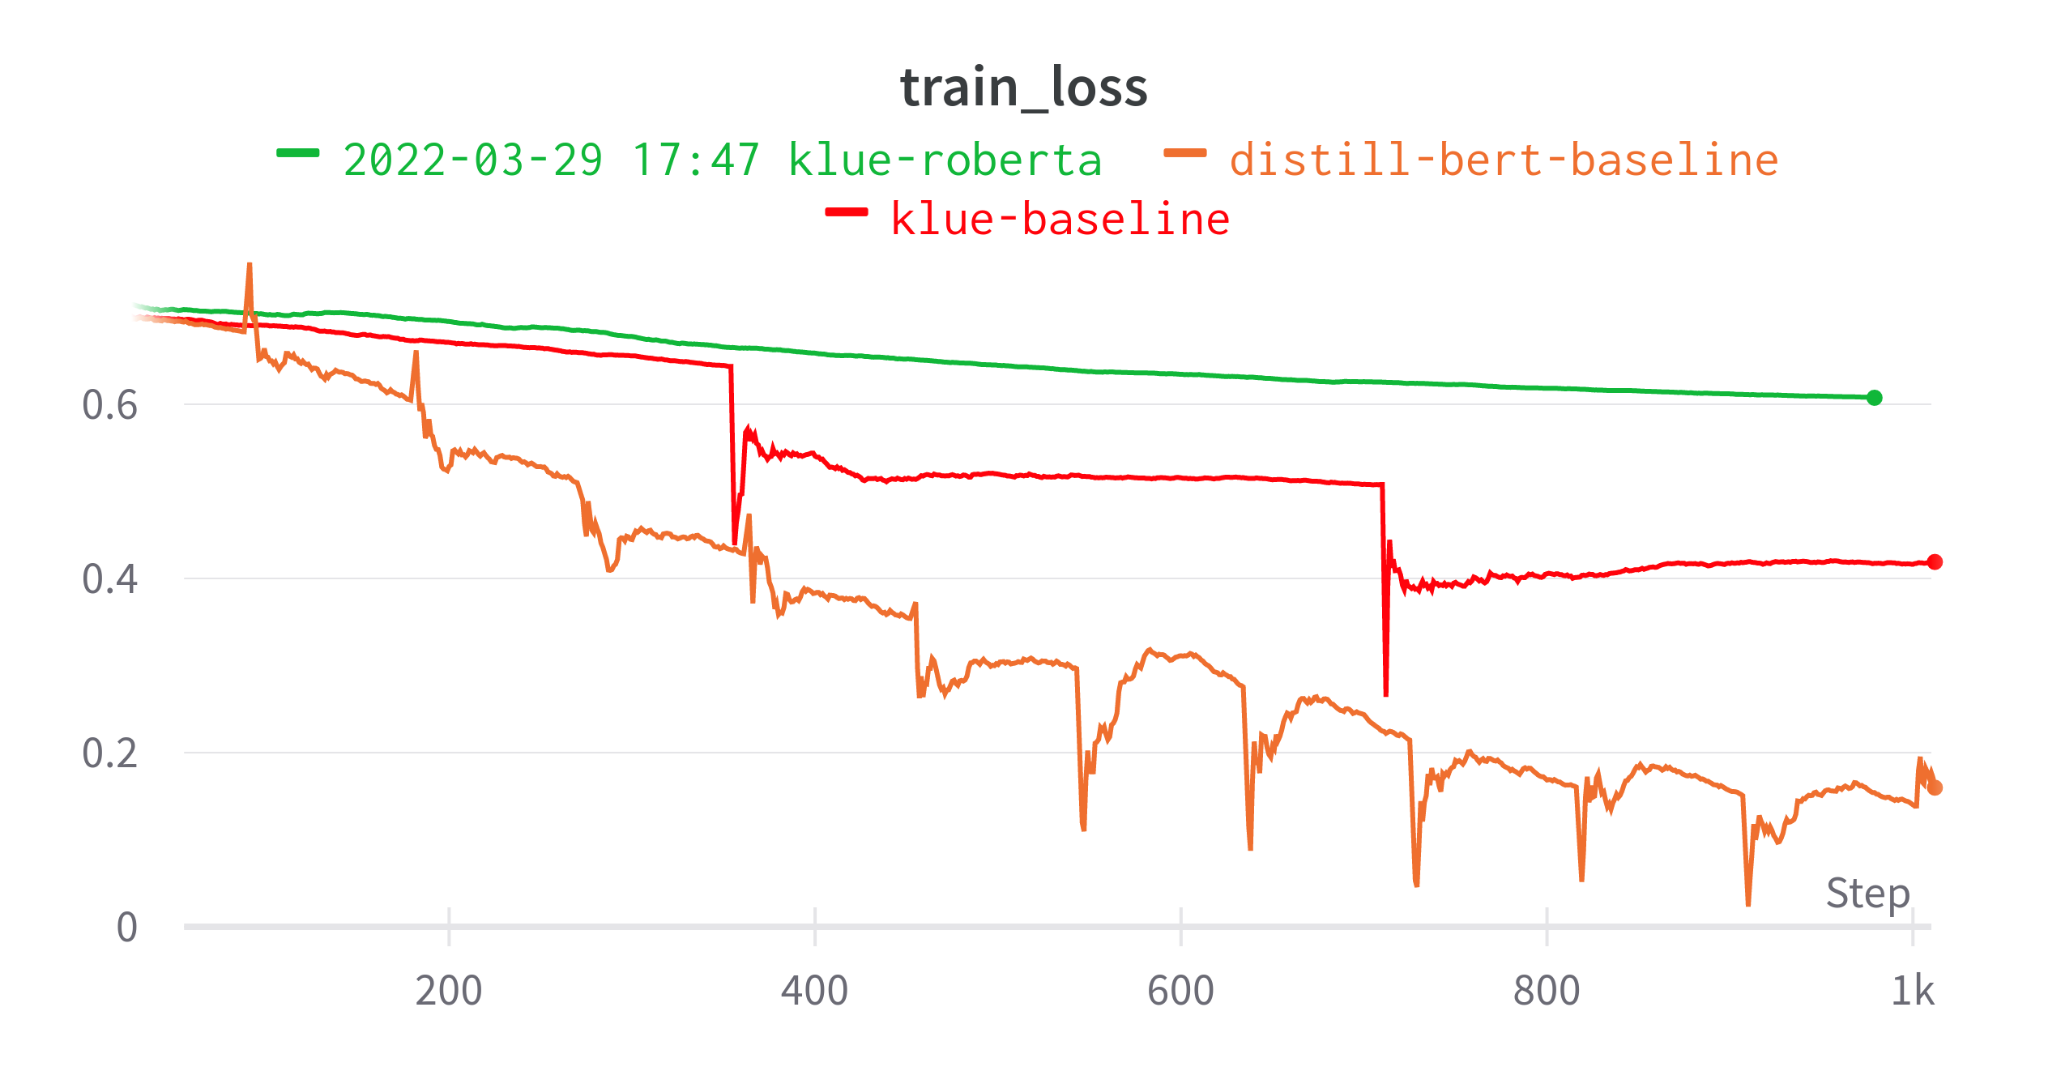 train_loss
2022-03-29 17:47 klue-roberta distill-bert-baseline
klue-baseline
0.6
0.4
0.2
0
Step
200 400 600 800 1k